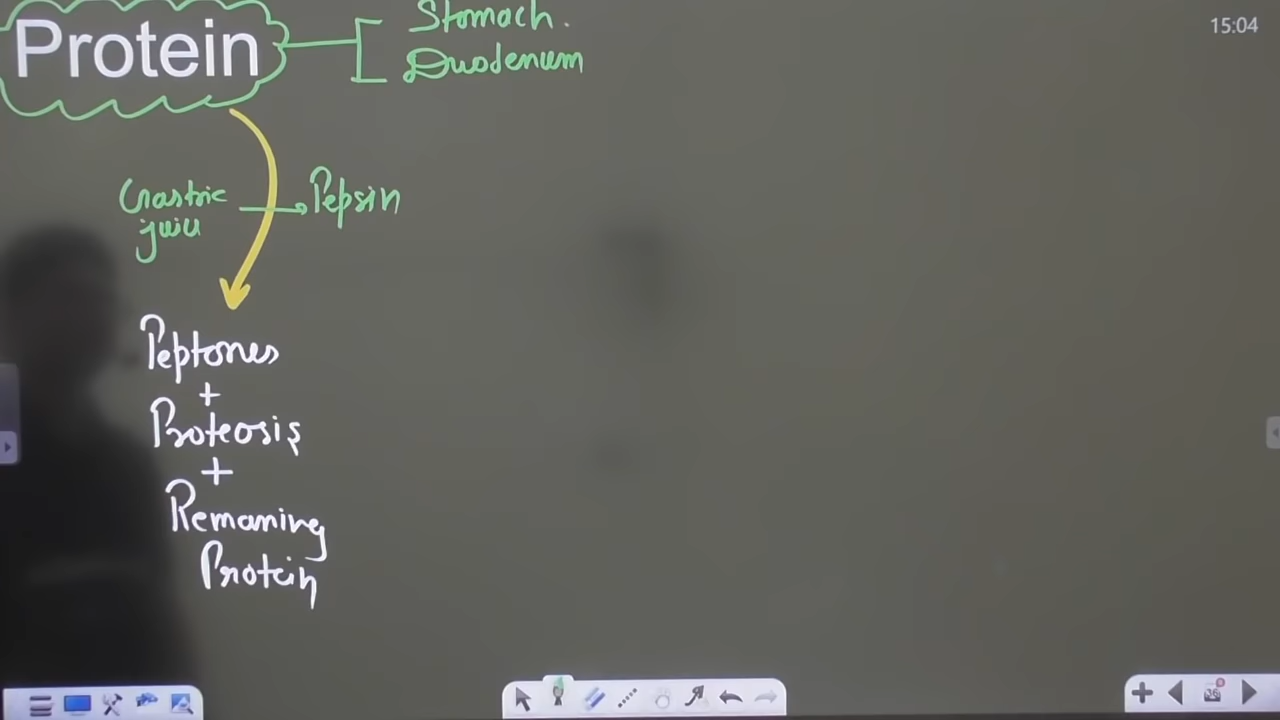 Stomach.
Protein
Duodenum
15:04
Gastric
juice
Pepsin
Peptones
+
Proteosis
+
Remaning
Protein